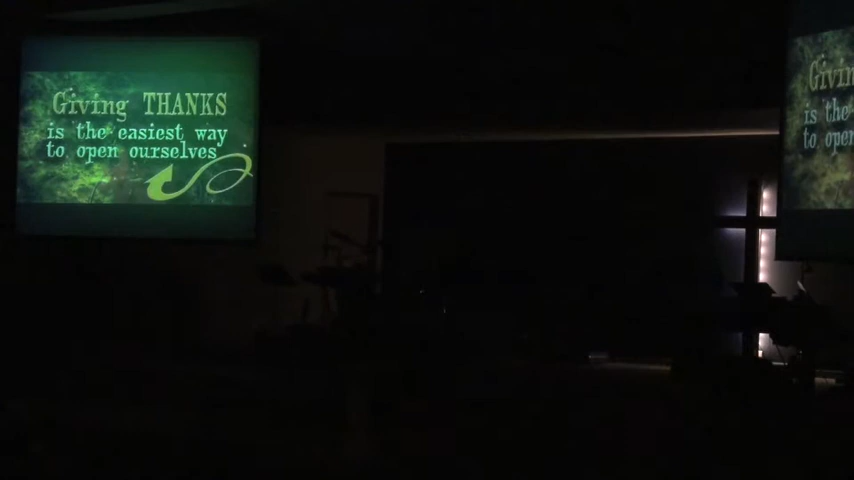 Giving THANKS
is the easiest way
to open ourselves
Givin
is the
to open